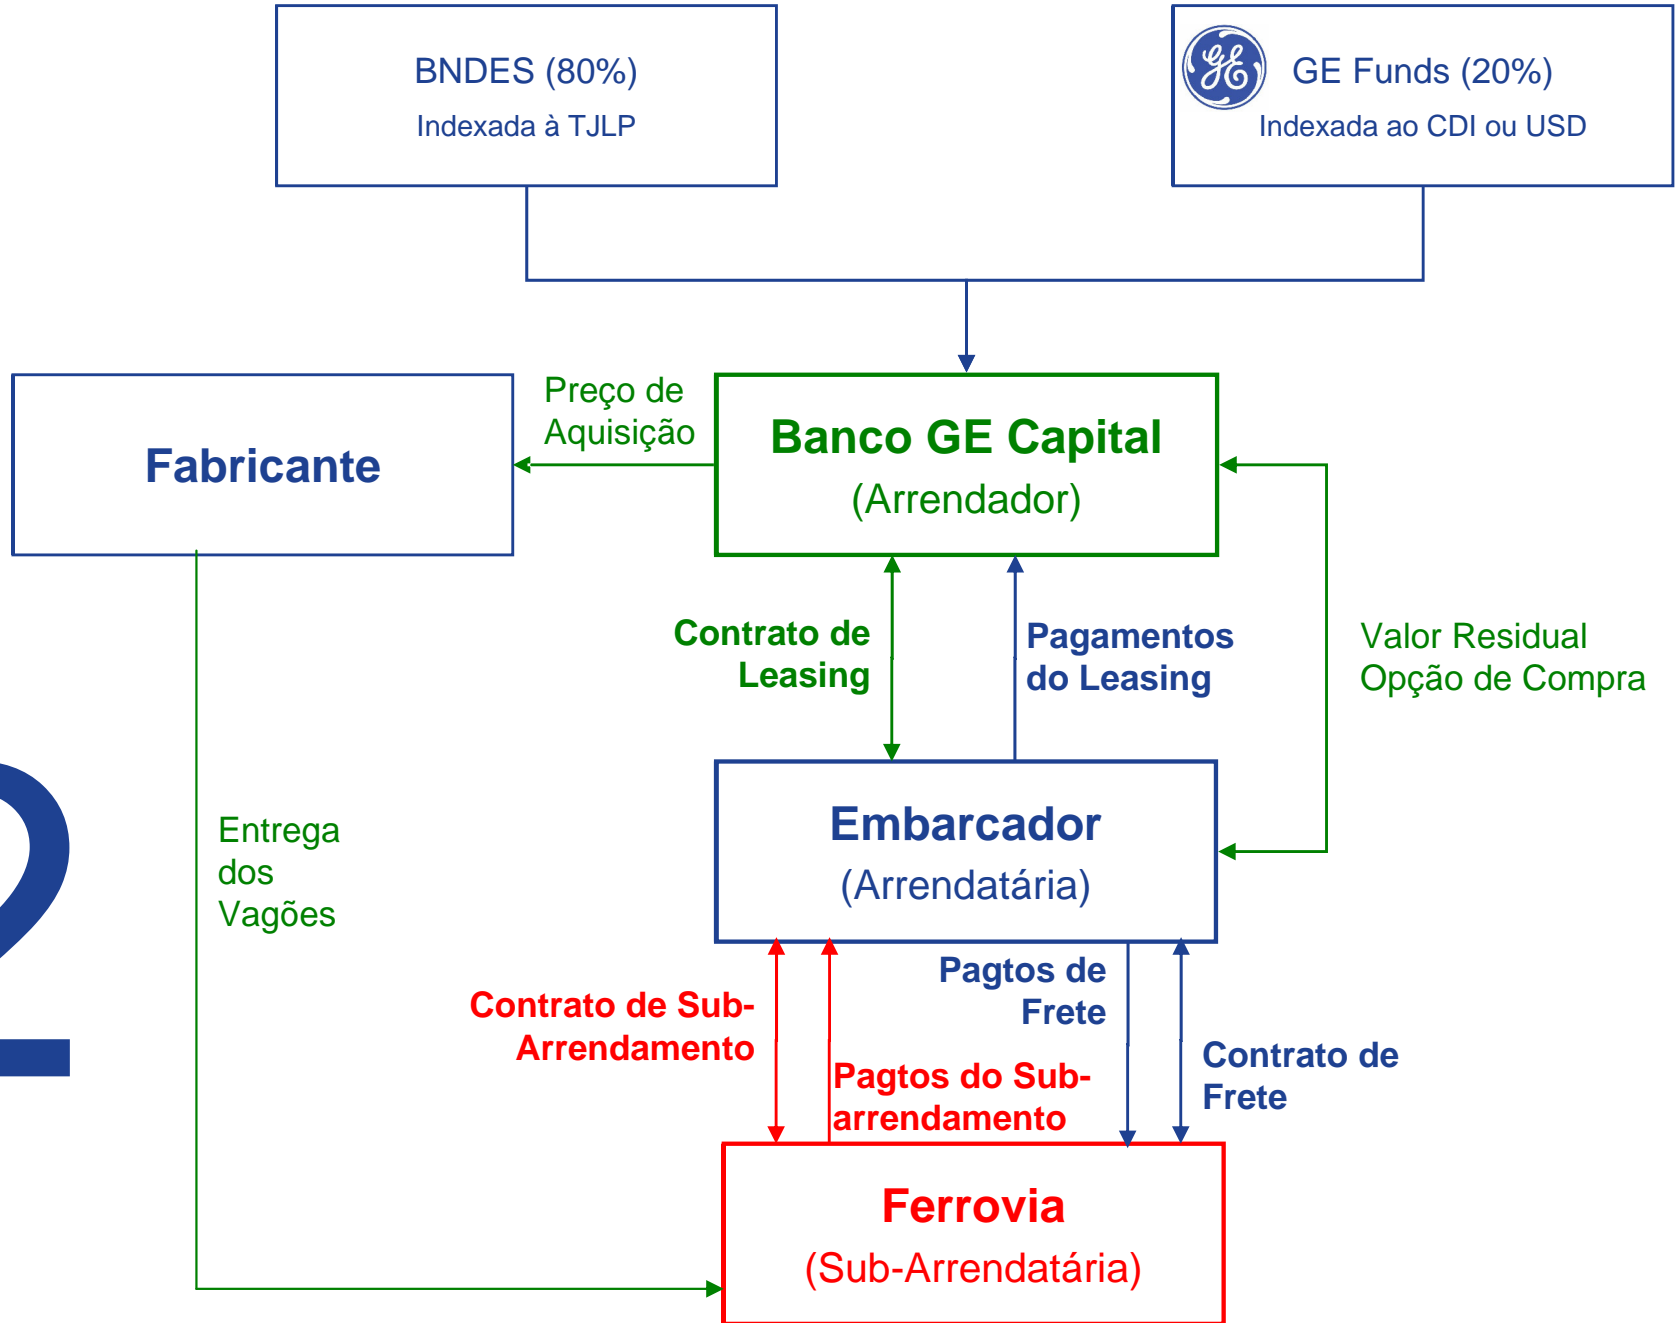 BNDES (80%)
Indexada à TJLP
GE
GE Funds (20%)
Indexada ao CDI ou USD
Fabricante
Preço de
Aquisição
Banco GE Capital
(Arrendador)
Contrato de
Leasing
Pagamentos
do Leasing
Valor Residual
Opção de Compra
2
Entrega
dos
Vagões
Embarcador
(Arrendatária)
Contrato de Sub-
Arrendamento
Pagtos do Sub-
arrendamento
Pagtos de
Frete
Contrato de
Frete
Ferrovia
(Sub-Arrendatária)